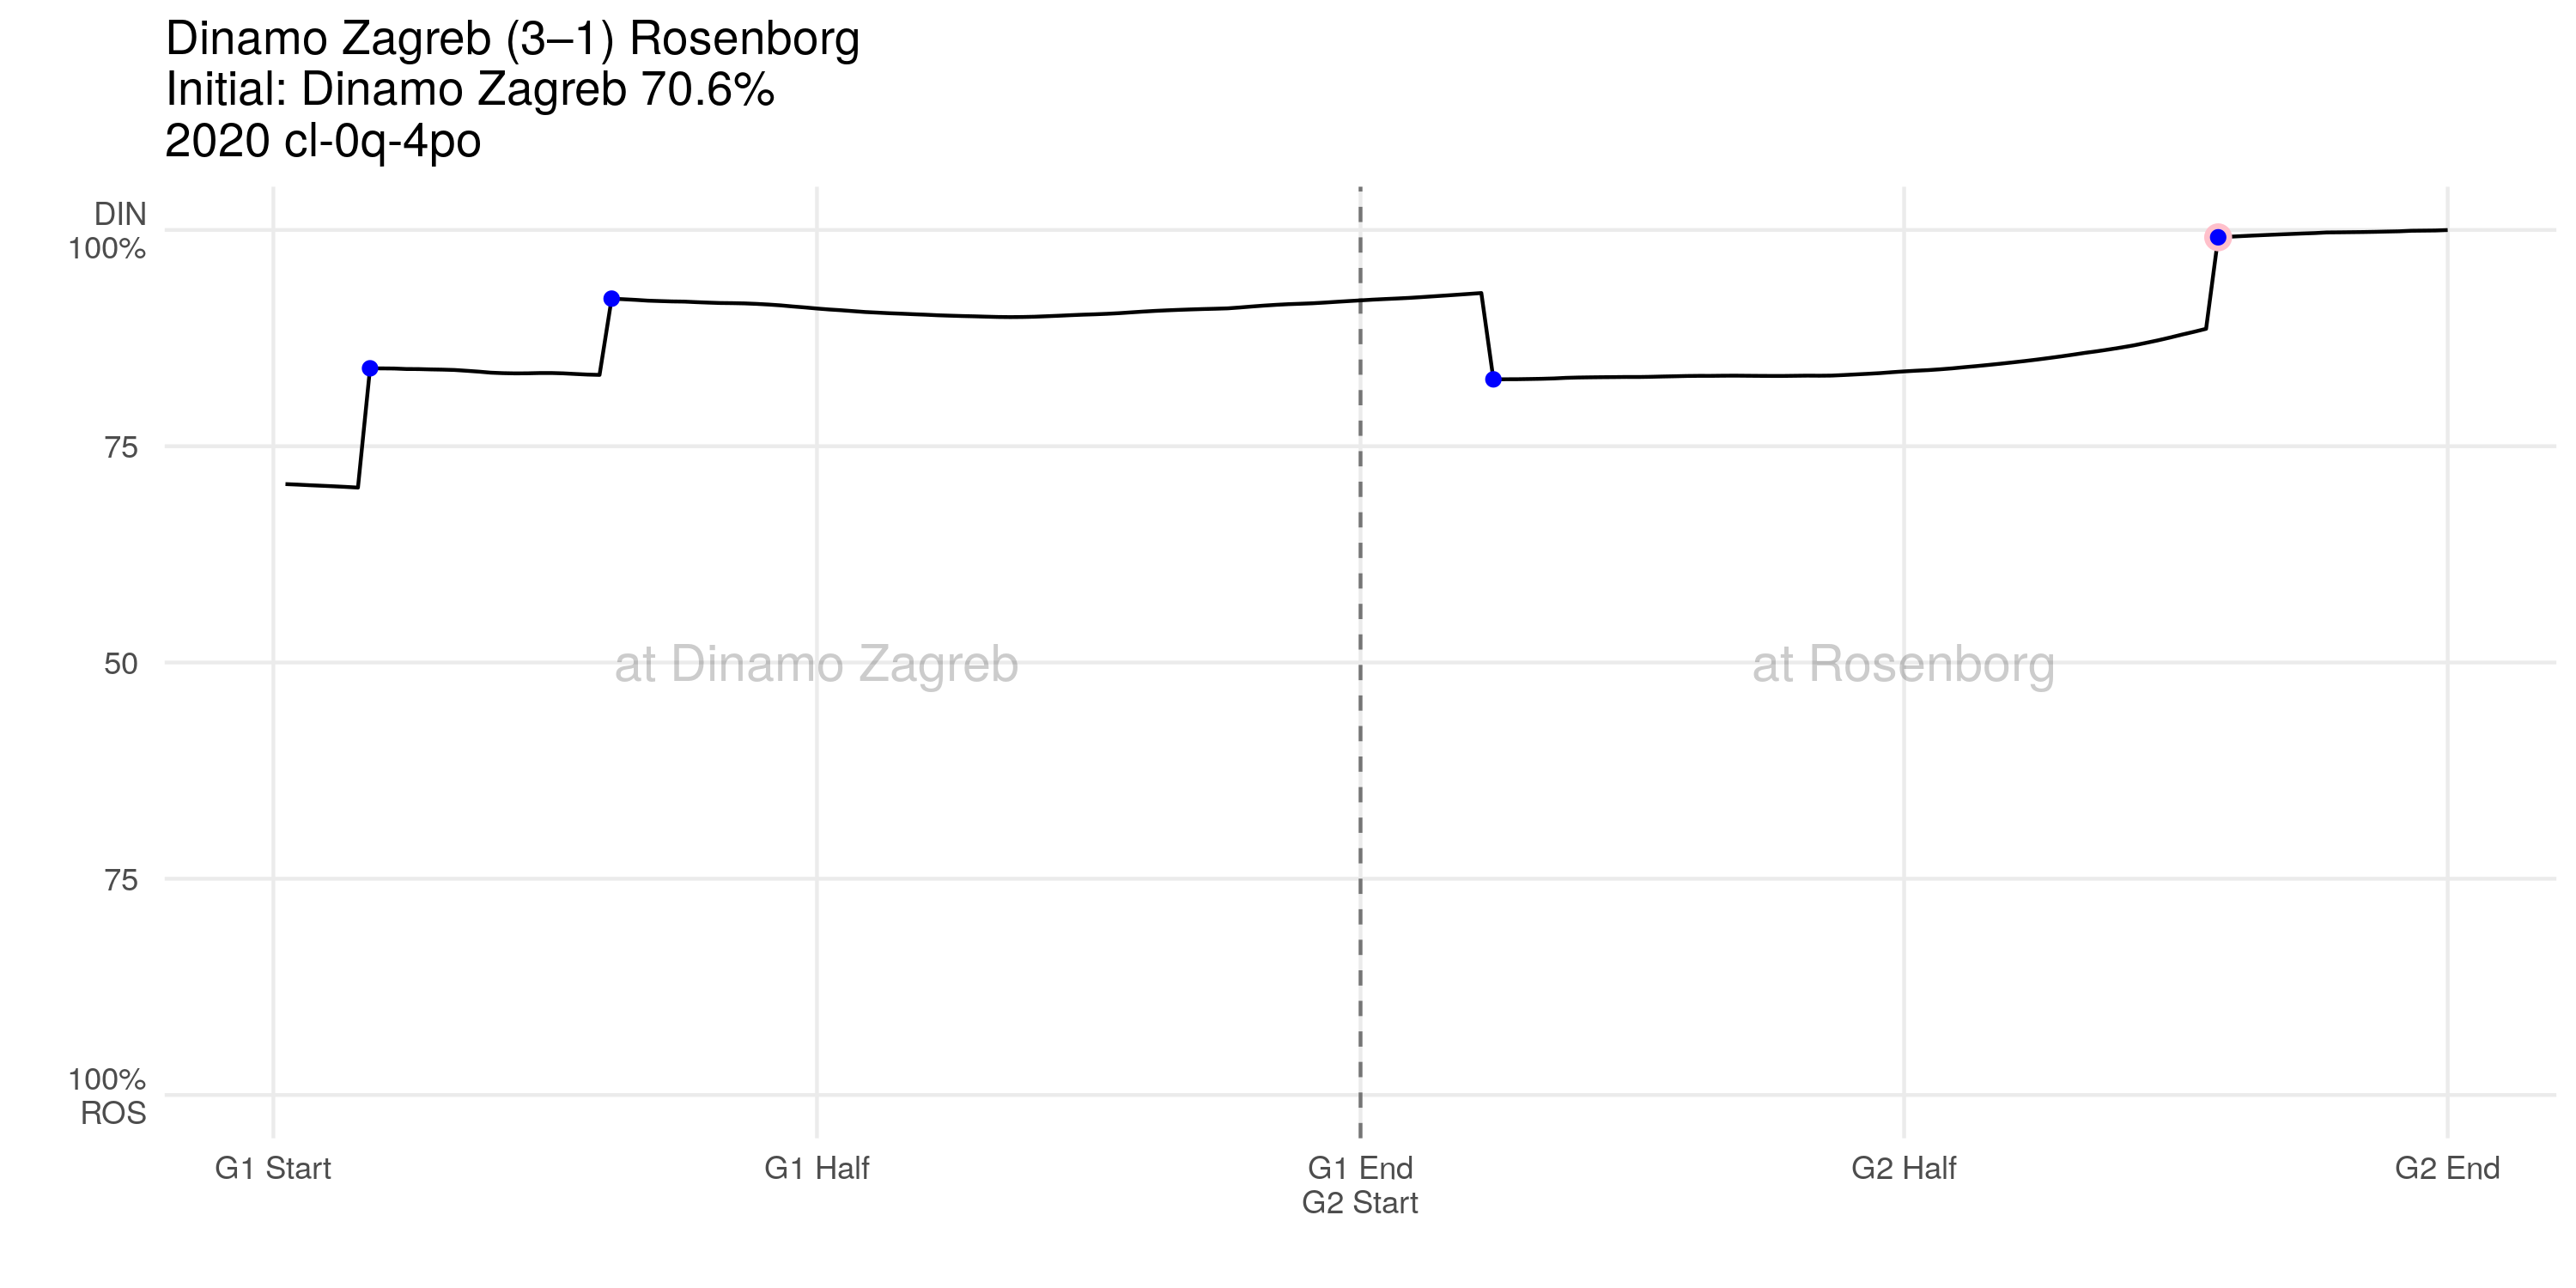 Dinamo Zagreb (3–1) Rosenborg
Initial: Dinamo Zagreb 70.6%
2020 cl-0q-4po
DIN
100%
75
50
75
100%
ROS
at Dinamo Zagreb
at Rosenborg
G1 Start
G1 Half
G1 End
G2 Start
G2 Half
G2 End